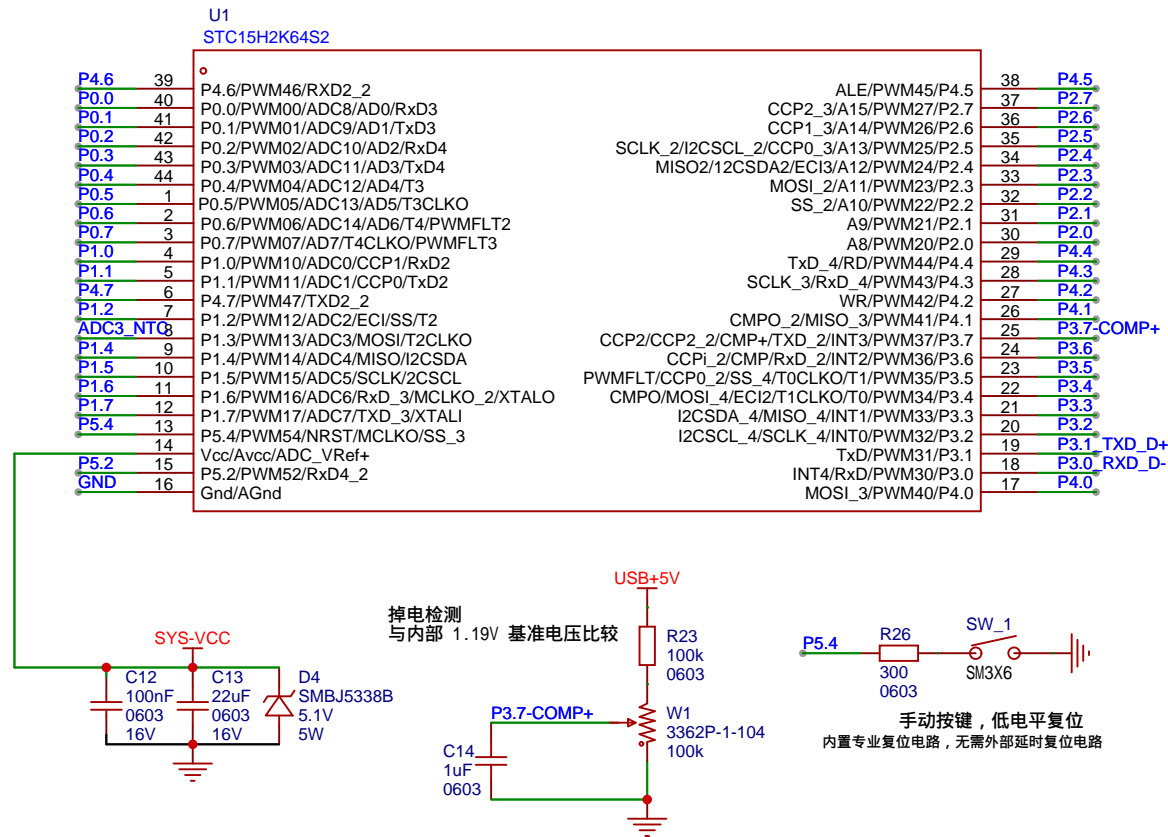 U1
STC15H2K64S2
P4.6 39 P4.6/PWM46/RXD2_2 ALE/PWM45/P4.5 38 P4.5
P0.0 40 P0.0/PWM00/ADC8/AD0/RxD3 CCP2_3/A15/PWM27/P2.7 37 P2.7
P0.1 41 P0.1/PWM01/ADC9/AD1/TxD3 CCP1_3/A14/PWM26/P2.6 36 P2.6
P0.2 42 P0.2/PWM02/ADC10/AD2/RxD4 SCLK_2/I2CSCL_2/CCP0_3/A13/PWM25/P2.5 35 P2.5
P0.3 43 P0.3/PWM03/ADC11/AD3/TxD4 MISO2/12CSDA2/ECI3/A12/PWM24/P2.4 34 P2.4
P0.4 44 P0.4/PWM04/ADC12/AD4/T3 MOSI_2/A11/PWM23/P2.3 33 P2.3
P0.5 1 P0.5/PWM05/ADC13/AD5/T3CLKO SS_2/A10/PWM22/P2.2 32 P2.2
P0.6 2 P0.6/PWM06/ADC14/AD6/T4/PWMFLT2 A9/PWM21/P2.1 31 P2.1
P0.7 3 P0.7/PWM07/AD7/T4CLKO/PWMFLT3 A8/PWM20/P2.0 30 P2.0
P1.0 4 P1.0/PWM10/ADC0/CCP1/RxD2 TxD_4/RD/PWM44/P4.4 29 P4.4
P1.1 5 P1.1/PWM11/ADC1/CCP0/TxD2 SCLK_3/RxD_4/PWM43/P4.3 28 P4.3
P4.7 6 P4.7/PWM47/TXD2_2 WR/PWM42/P4.2 27 P4.2
P1.2 7 P1.2/PWM12/ADC2/ECI/SS/T2 CMPO_2/MISO_3/PWM41/P4.1 26 P4.1
ADC3_NTC 8 P1.3/PWM13/ADC3/MOSI/T2CLKO CCP2/CCP2_2/CMP+/TXD_2/INT3/PWM37/P3.7 25 P3.7-COMP+
P1.4 9 P1.4/PWM14/ADC4/MISO/I2CSDA CCPi_2/CMP/RxD_2/INT2/PWM36/P3.6 24 P3.6
P1.5 10 P1.5/PWM15/ADC5/SCLK/2CSCL PWMFLT/CCP0_2/SS_4/T0CLKO/T1/PWM35/P3.5 23 P3.5
P1.6 11 P1.6/PWM16/ADC6/RxD_3/MCLKO_2/XTALO CMPO/MOSI_4/ECI2/T1CLKO/T0/PWM34/P3.4 22 P3.4
P1.7 12 P1.7/PWM17/ADC7/TXD_3/XTALI I2CSDA_4/MISO_4/INT1/PWM33/P3.3 21 P3.3
P5.4 13 P5.4/PWM54/NRST/MCLKO/SS_3 I2CSCL_4/SCLK_4/INT0/PWM32/P3.2 20 P3.2
14 Vcc/Avcc/ADC_VRef+ TxD/PWM31/P3.1 19 P3.1_TXD_D+
P5.2 15 P5.2/PWM52/RxD4_2 INT4/RxD/PWM30/P3.0 18 P3.0_RXD_D-
GND 16 Gnd/AGnd MOSI_3/PWM40/P4.0 17 P4.0
SYS-VCC
C12
100nF
0603
16V
C13
22uF
0603
16V
D4
SMBJ5338B
5.1V
5W
掉电检测
与内部 1.19V 基准电压比较
USB+5V
R23
100k
0603
P3.7-COMP+
W1
3362P-1-104
100k
C14
1uF
0603
P5.4
R26
300
0603
SW_1
SM3X6
手动按键，低电平复位
内置专业复位电路，无需外部延时复位电路